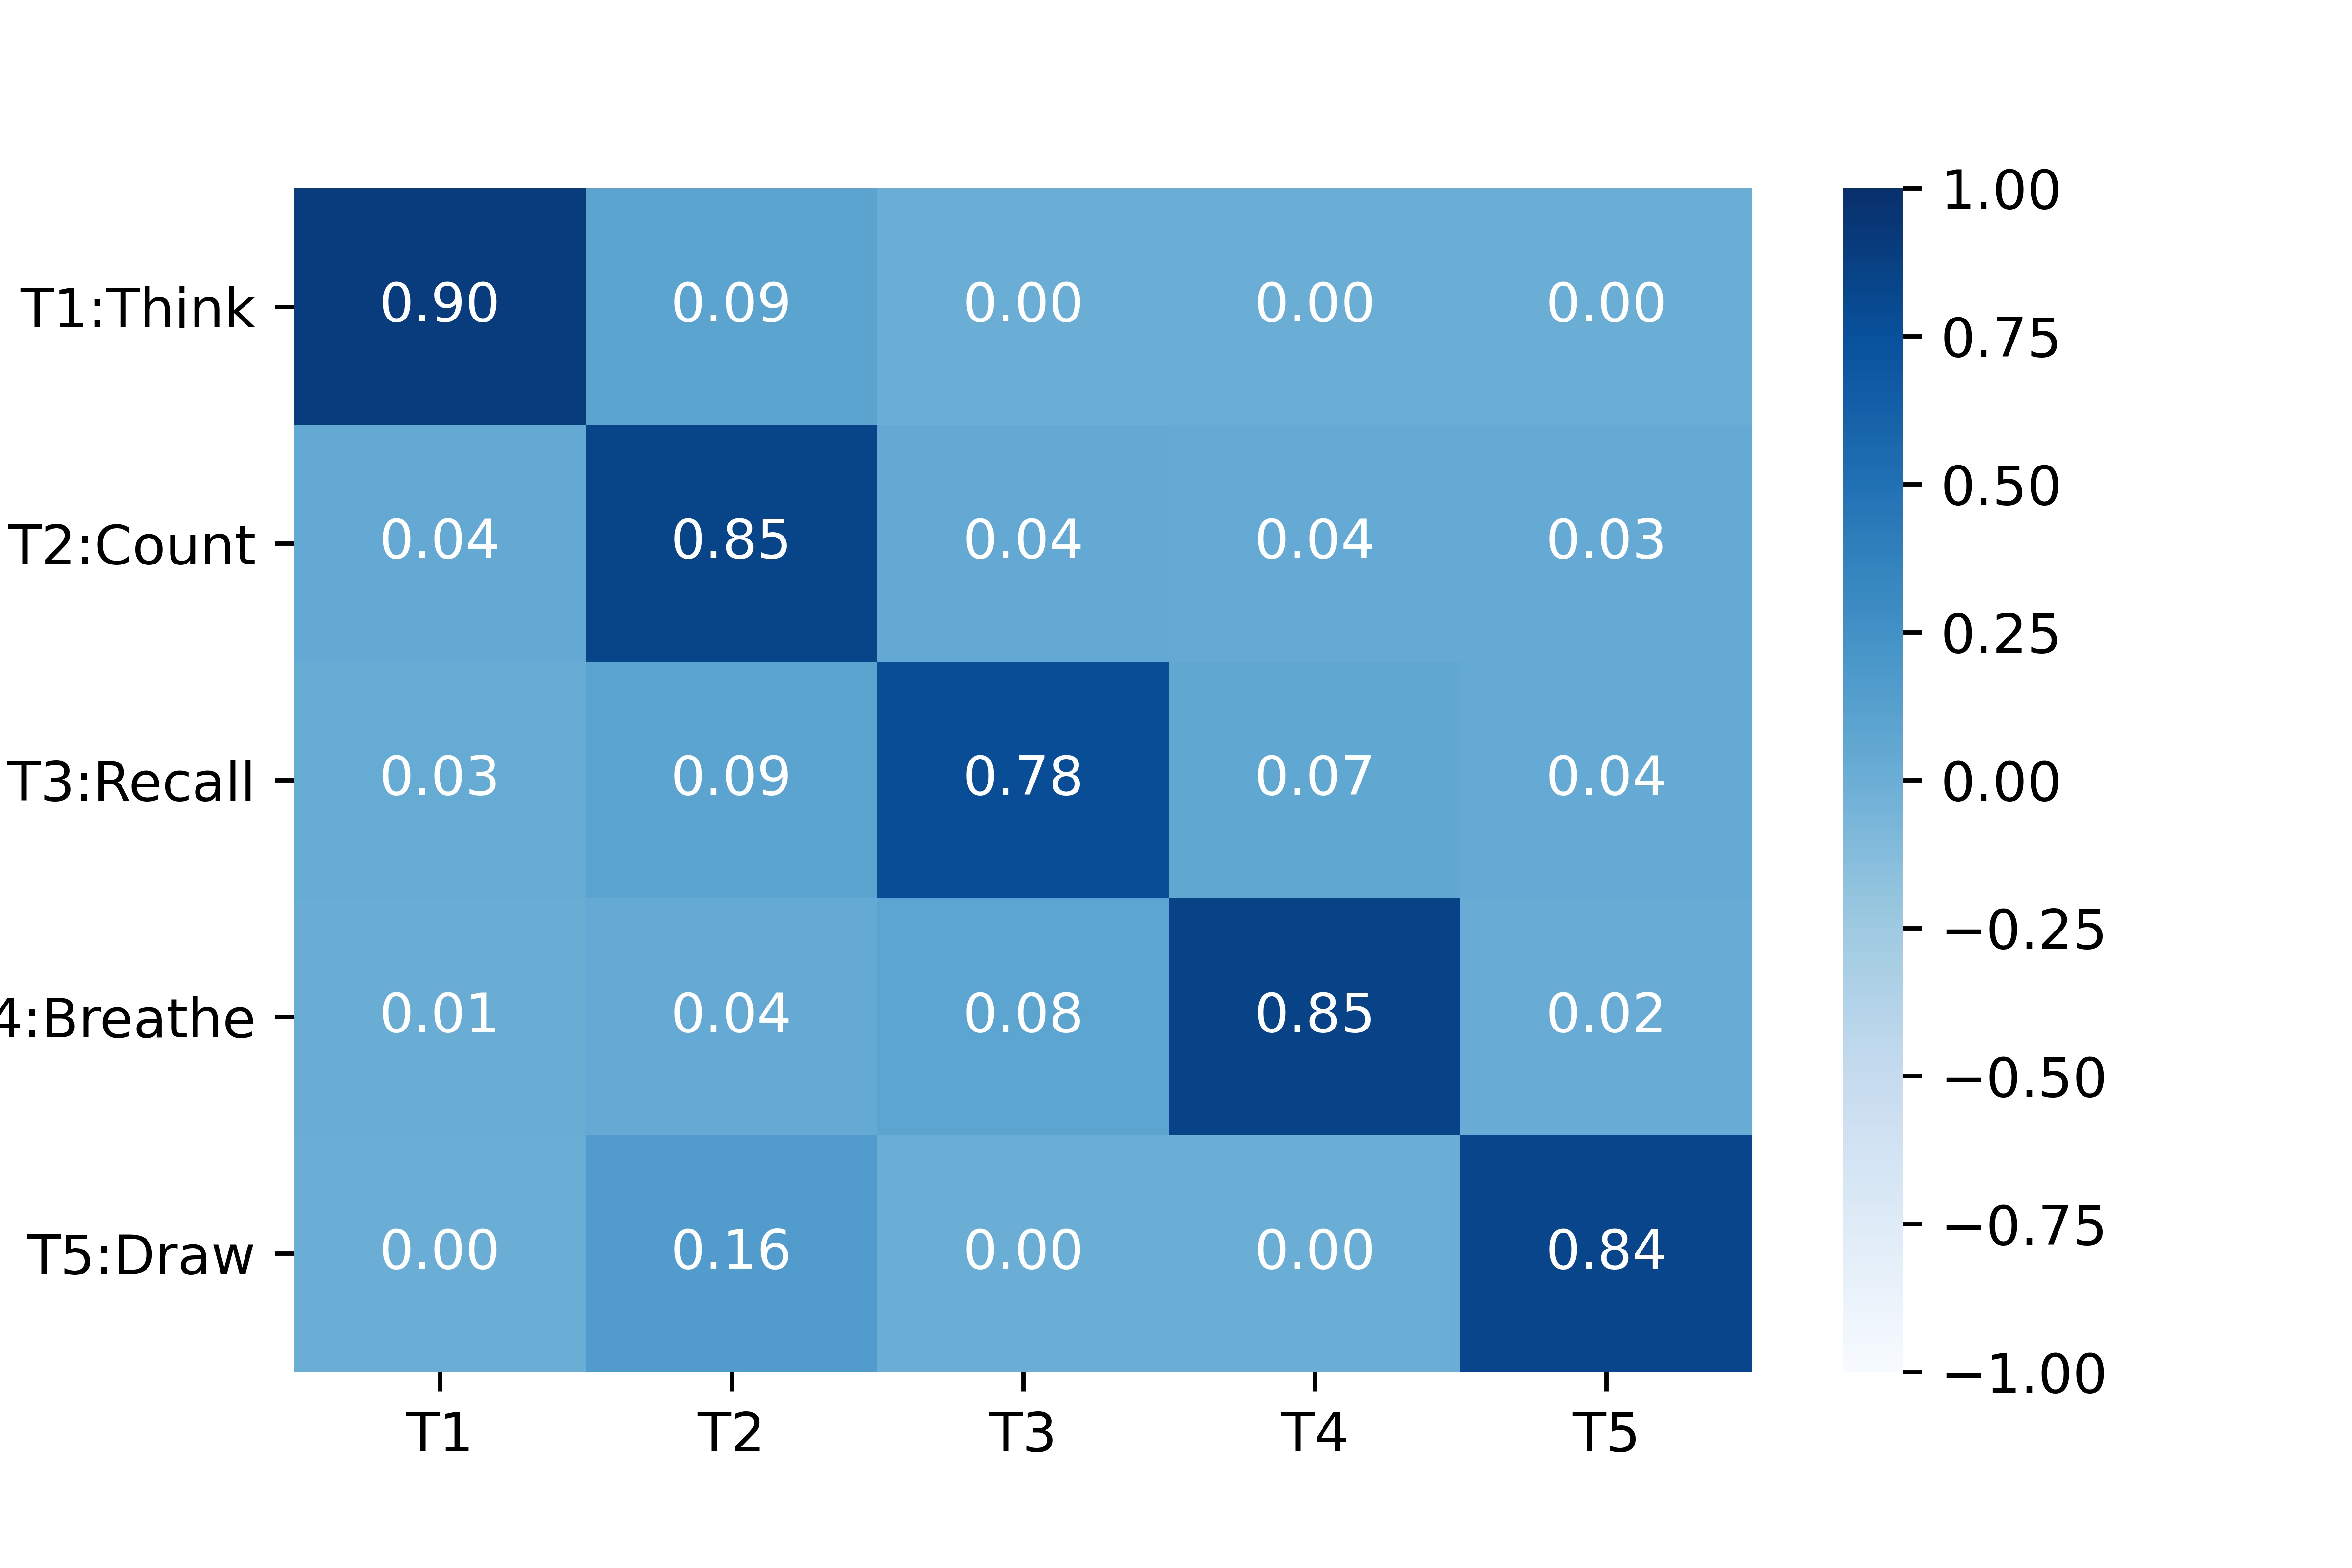 T1:Think 0.90 0.09 0.00 0.00 0.00
T2:Count 0.04 0.85 0.04 0.04 0.03
T3:Recall 0.03 0.09 0.78 0.07 0.04
4:Breathe 0.01 0.04 0.08 0.85 0.02
T5:Draw 0.00 0.16 0.00 0.00 0.84
T1 T2 T3 T4 T5
1.00
0.75
0.50
0.25
0.00
−0.25
−0.50
−0.75
−1.00